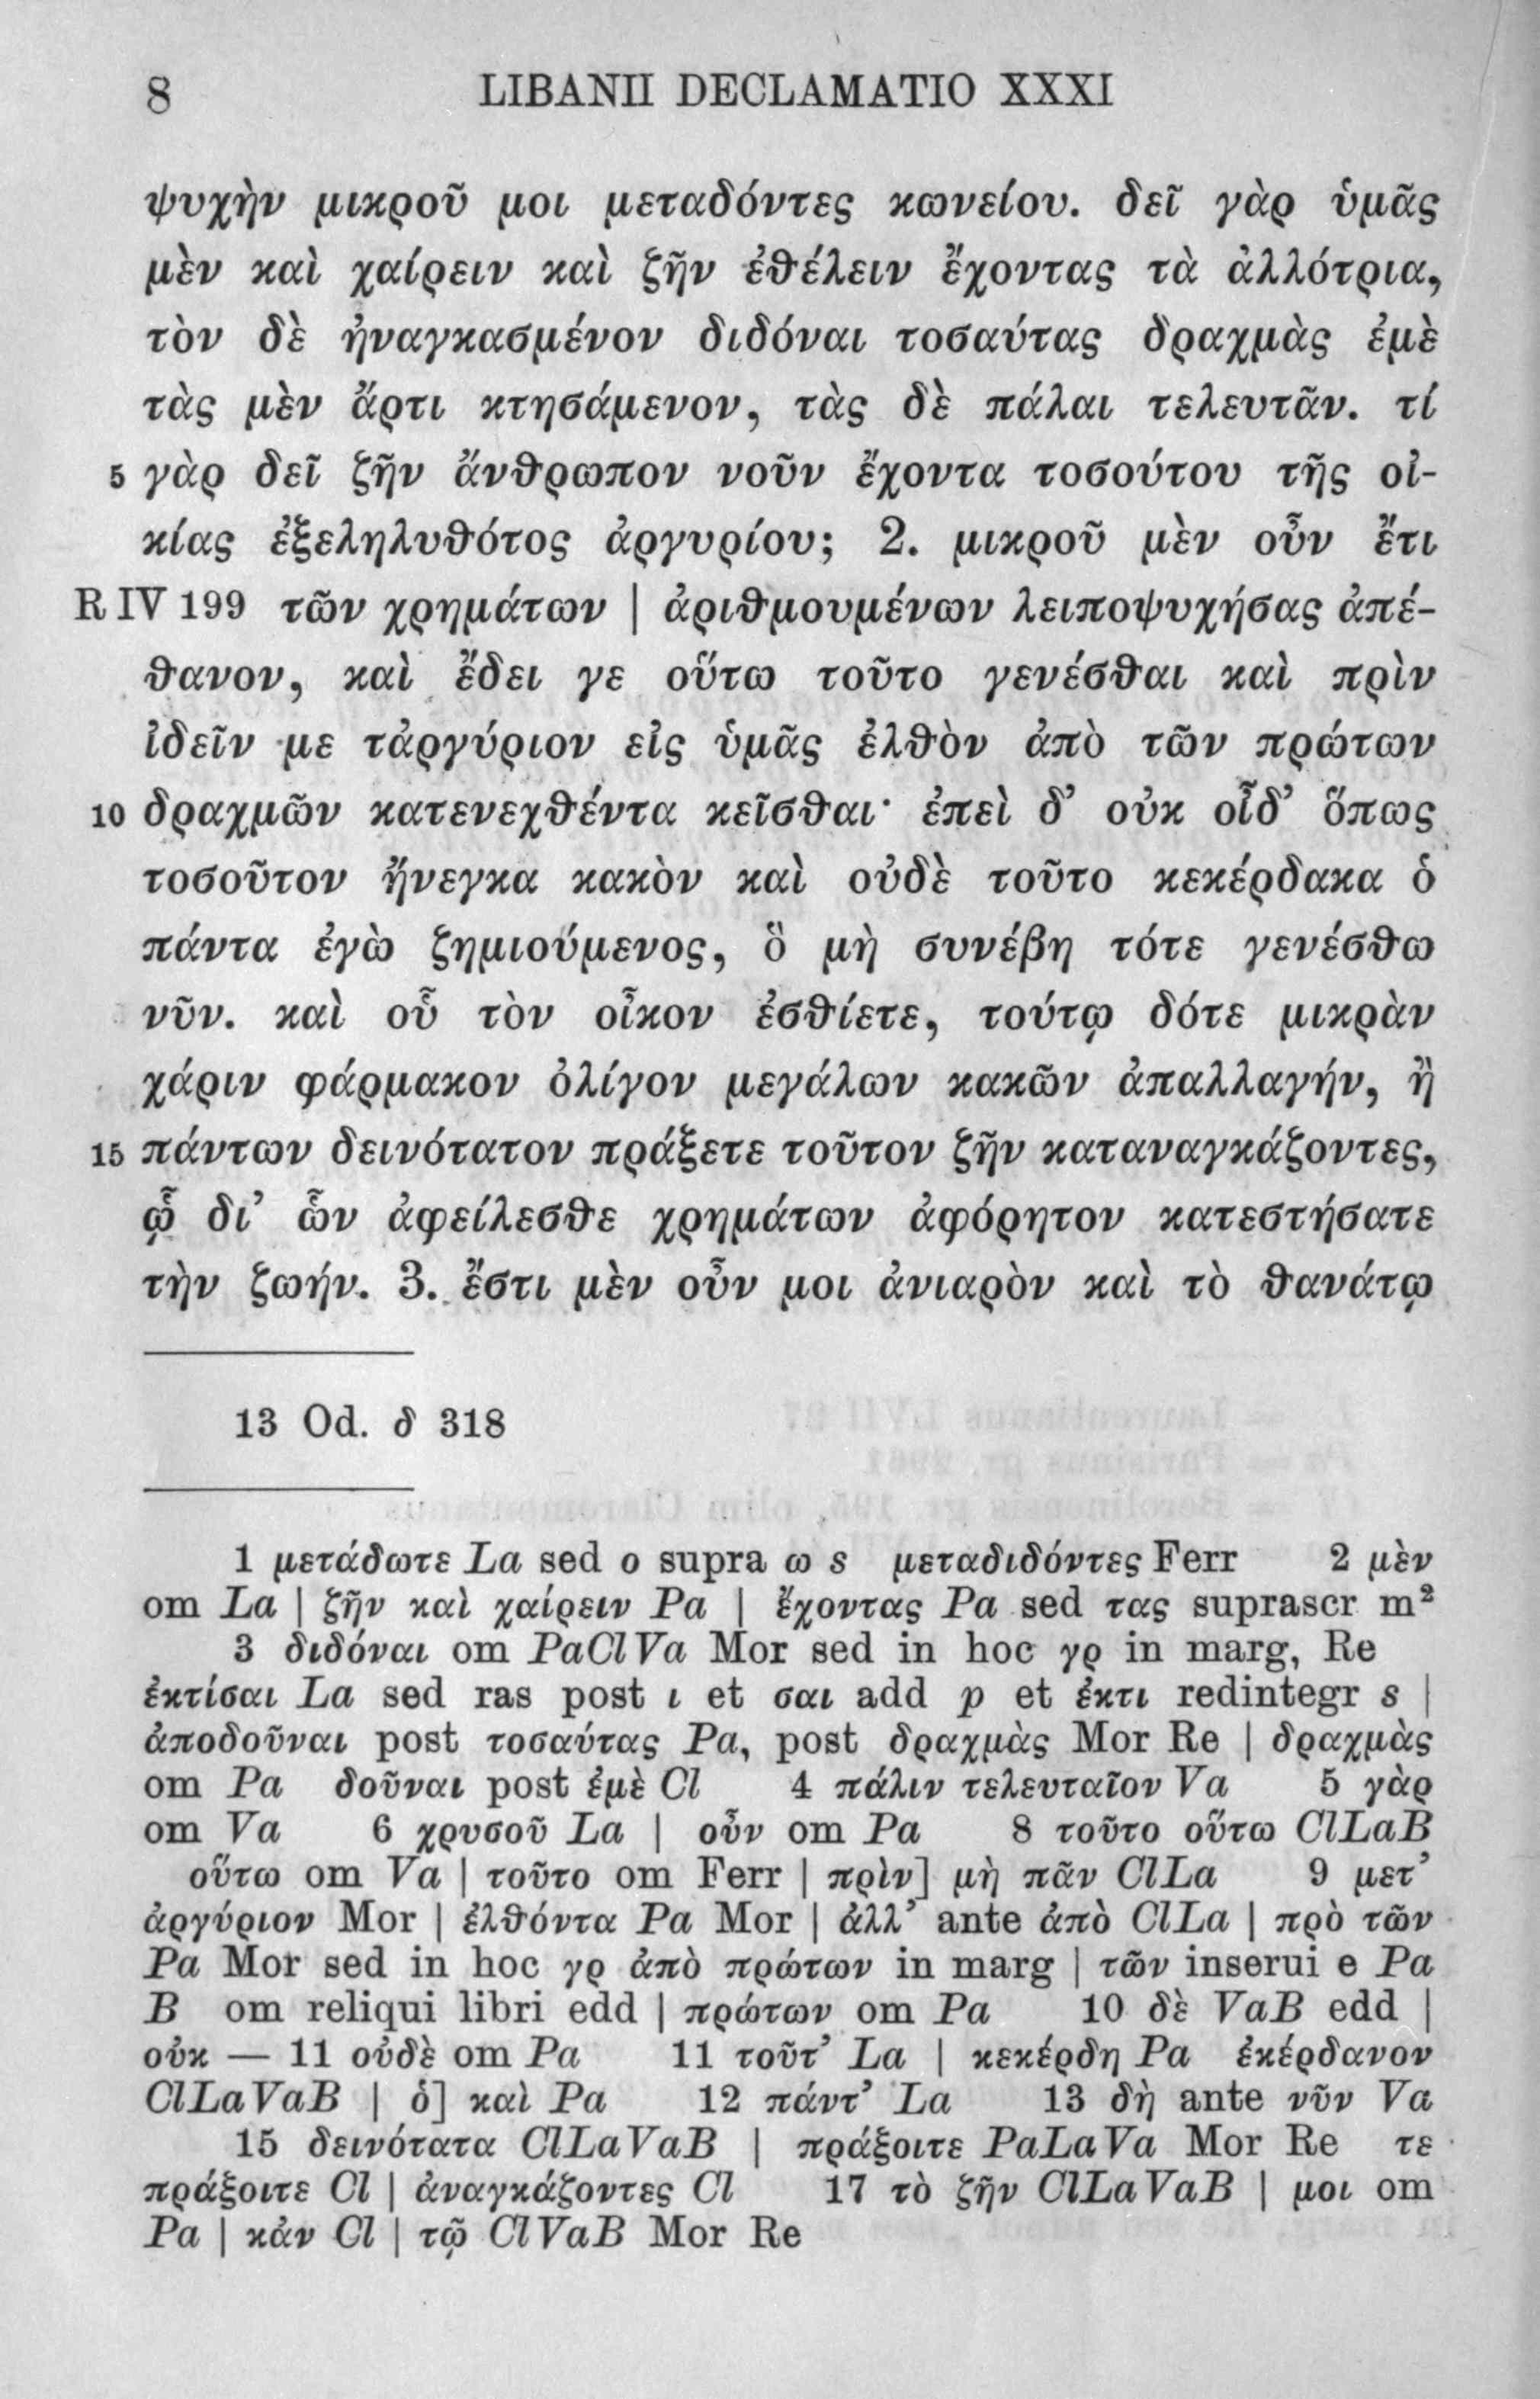 8 LIBANII DECLAMATIO XXXI
ψυχὴν μικροῦ μοι μεταδόντες κωνείου. δεῖ γὰρ ὑμᾶς
μὲν καὶ χαίρειν καὶ ζῆν ἐθέλειν ἔχοντας τὰ ἀλλότρια,
τὸν δὲ ἠναγκασμένον διδόναι τοσαύτας δραχμὰς ἐμὲ
τὰς μὲν ἄρτι κτησάμενον, τὰς δὲ πάλαι τελευτᾶν. τί
5 γὰρ δεῖ ζῆν ἄνθρωπον νοῦν ἔχοντα τοσούτου τῆς οἰ-
κίας ἐξεληλυθότος ἀργυρίου; 2. μικροῦ μὲν οὖν ἔτι
R IV 199 τῶν χρημάτων | ἀριθμουμένων λειποψυχήσας ἀπέ-
θανον, καὶ ἔδει γε οὕτω τοῦτο γενέσθαι καὶ πρὶν
ἰδεῖν με τἀργύριον εἰς ὑμᾶς ἐλθὸν ἀπὸ τῶν πρώτων
10 δραχμῶν κατενεχθέντα κεῖσθαι· ἐπεὶ δ’ οὐκ οἶδ’ ὅπως
τοσοῦτον ἤνεγκα κακὸν καὶ οὐδὲ τοῦτο κεκέρδακα ὁ
πάντα ἐγὼ ζημιούμενος, ὃ μὴ συνέβη τότε γενέσθω
νῦν. καὶ οὗ τὸν οἶκον ἐσθίετε, τούτῳ δότε μικρὰν
χάριν φάρμακον ὀλίγον μεγάλων κακῶν ἀπαλλαγήν, ἢ
15 πάντων δεινότατον πράξετε τοῦτον ζῆν καταναγκάζοντες,
ᾧ δι’ ὧν ἀφείλεσθε χρημάτων ἀφόρητον κατεστήσατε
τὴν ζωήν. 3. ἔστι μὲν οὖν μοι ἀνιαρὸν καὶ τὸ θανάτῳ
13 Od. δ 318
1 μετάδωτε La sed ο supra ω s μεταδιδόντες Ferr 2 μὲν
om La | ζῆν καὶ χαίρειν Pa | ἔχοντας Pa sed τας suprascr m²
3 διδόναι om PaClVa Mor sed in hoc γρ in marg, Re
ἐκτίσαι La sed ras post ι et σαι add p et ἐκτι redintegr s |
ἀποδοῦναι post τοσαύτας Pa, post δραχμὰς Mor Re | δραχμὰς
om Pa δοῦναι post ἐμὲ Cl 4 πάλιν τελευταῖον Va 5 γὰρ
om Va 6 χρυσοῦ La | οὖν om Pa 8 τοῦτο οὕτω ClLaB
οὕτω om Va | τοῦτο om Ferr | πρὶν] μὴ πᾶν ClLa 9 μετ’
ἀργύριον Mor | ἐλθόντα Pa Mor | ἀλλ’ ante ἀπὸ ClLa | πρὸ τῶν
Pa Mor sed in hoc γρ ἀπὸ πρώτων in marg | τῶν inserui e Pa
B om reliqui libri edd | πρώτων om Pa 10 δὲ VaB edd |
οὐκ — 11 οὐδὲ om Pa 11 τοῦτ’ La | κεκέρδη Pa ἐκέρδανον
ClLaVaB | ὁ] καὶ Pa 12 πάντ’ La 13 δὴ ante νῦν Va
15 δεινότατα ClLaVaB | πράξοιτε PaLaVa Mor Re τε
πράξοιτε Cl | ἀναγκάζοντες Cl 17 τὸ ζῆν ClLaVaB | μοι om
Pa | κἀν Cl | τῷ ClVaB Mor Re